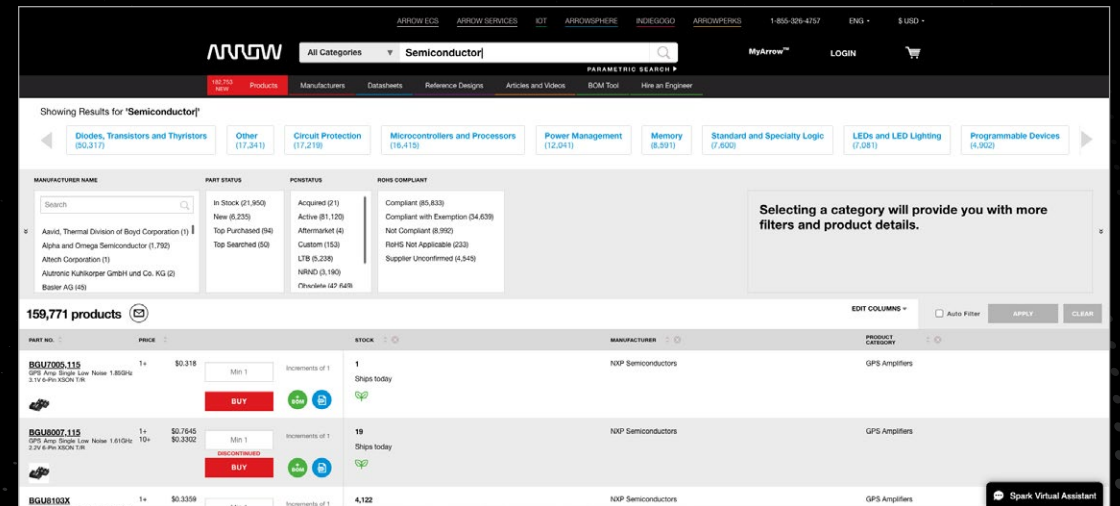 ARROW ECS ARROW SERVICES IOT ARROWSPHERE INDIEGOGO ARROWPERKS 1-855-326-4757 ENG $ USD
ARROW All Categories Semiconductor MyArrow™ LOGIN
PARAMETRIC SEARCH
182,753 NEW Products Manufacturers Datasheets Reference Designs Articles and Videos BOM Tool Hire an Engineer
Showing Results for "Semiconductor|"
Diodes, Transistors and Thyristors Other Circuit Protection Microcontrollers and Processors Power Management Memory Standard and Specialty Logic LEDs and LED Lighting Programmable Devices
(50,317) (17,341) (17,219) (16,415) (12,041) (8,591) (7,600) (7,081) (4,902)
MANUFACTURER NAME PART STATUS PCNSTATUS ROHS COMPLIANT
Search In Stock (21,950) Acquired (21) Compliant (85,833)
New (6,235) Active (81,120) Compliant with Exemption (34,639)
Aavid, Thermal Division of Boyd Corporation (1) Top Purchased (94) Aftermarket (4) Not Compliant (8,992)
Alpha and Omega Semiconductor (1,792) Top Searched (50) Custom (153) RoHS Not Applicable (233)
Altech Corporation (1) LTB (5,238) Supplier Unconfirmed (4,545)
Alutronic Kuhlkorper GmbH und Co. KG (2) NRND (3,190)
Basler AG (45) Obsolete (42,649)
Selecting a category will provide you with more
filters and product details.
159,771 products EDIT COLUMNS Auto Filter APPLY CLEAR
PART NO. PRICE STOCK MANUFACTURER PRODUCT CATEGORY
BGU7005,115 1+ $0.318 Min 1 Increments of 1 1 NXP Semiconductors GPS Amplifiers
GPS Amp Single Low Noise 1.85GHz
3.1V 6-Pin XSON T/R
Ships today
BUY BOM
BGU8007,115 1+ $0.7645 Min 1 Increments of 1 19 NXP Semiconductors GPS Amplifiers
GPS Amp Single Low Noise 1.61GHz 10+ $0.3302
2.2V 6-Pin XSON T/R
Ships today
DISCONTINUED
BUY BOM
BGU8103X 1+ $0.3359 Min 1 Increments of 1 4,122 NXP Semiconductors GPS Amplifiers
Spark Virtual Assistant